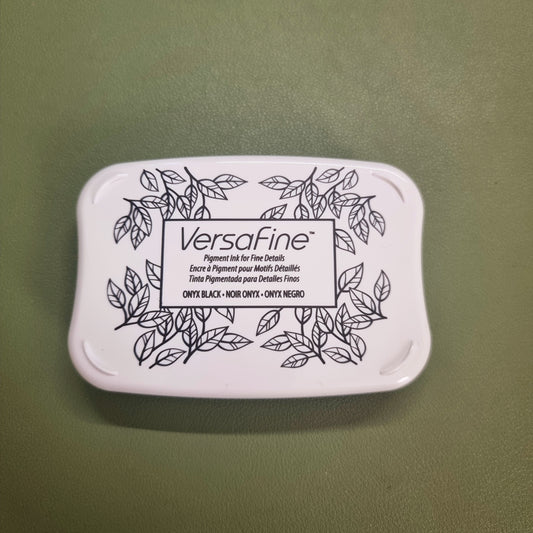 VersaFine™
Pigment Ink for Fine Details
Encre à Pigment pour Motifs Détaillés
Tinta Pigmentada para Detalles Finos
ONYX BLACK • NOIR ONYX • ONYX NEGRO